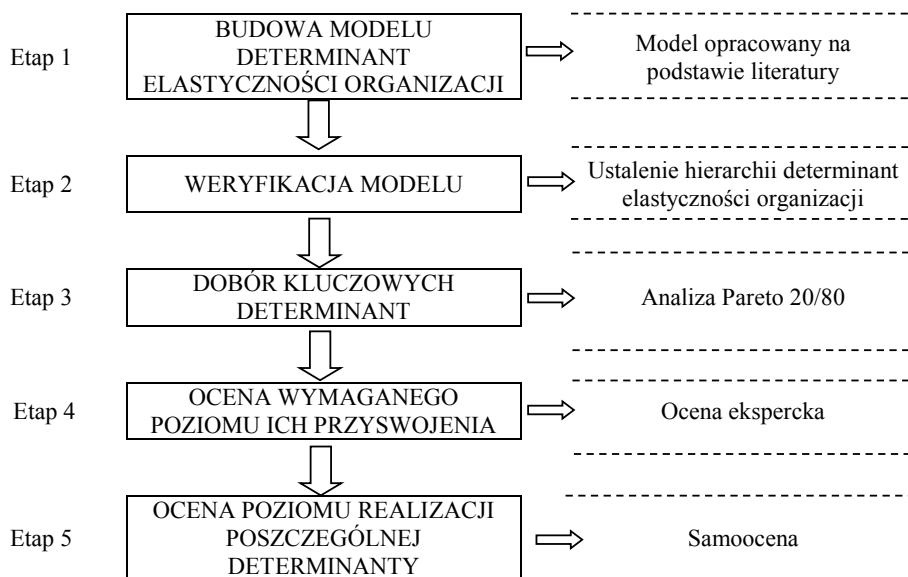 Etap 1
BUDOWA MODELU
DETERMINANT
ELASTYCZNOŚCI ORGANIZACJI
Model opracowany na
podstawie literatury
Etap 2
WERYFIKACJA MODELU
Ustalenie hierarchii determinant
elastyczności organizacji
Etap 3
DOBÓR KLUCZOWYCH
DETERMINANT
Analiza Pareto 20/80
Etap 4
OCENA WYMAGANEGO
POZIOMU ICH PRZYSWOJENIA
Ocena ekspercka
Etap 5
OCENA POZIOMU REALIZACJI
POSZCZEGÓLNEJ
DETERMINANTY
Samoocena